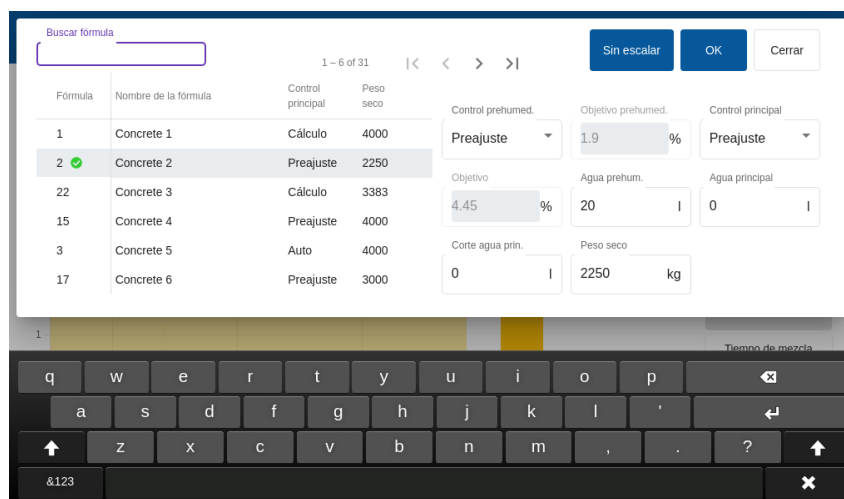 Buscar fórmula
1 – 6 of 31
Sin escalar
OK
Cerrar
Fórmula Nombre de la fórmula Control principal Peso seco
1 Concrete 1 Cálculo 4000
2 Concrete 2 Preajuste 2250
22 Concrete 3 Cálculo 3383
15 Concrete 4 Preajuste 4000
3 Concrete 5 Auto 4000
17 Concrete 6 Preajuste 3000
Control prehumed. Objetivo prehumed. Control principal
Preajuste 1.9 % Preajuste
Objetivo Agua prehum. Agua principal
4.45 % 20 l 0 l
Corte agua prin. Peso seco
0 l 2250 kg
1
Tiempo de mezcla
q w e r t y u i o p
a s d f g h j k l '
z x c v b n m , . ?
&123